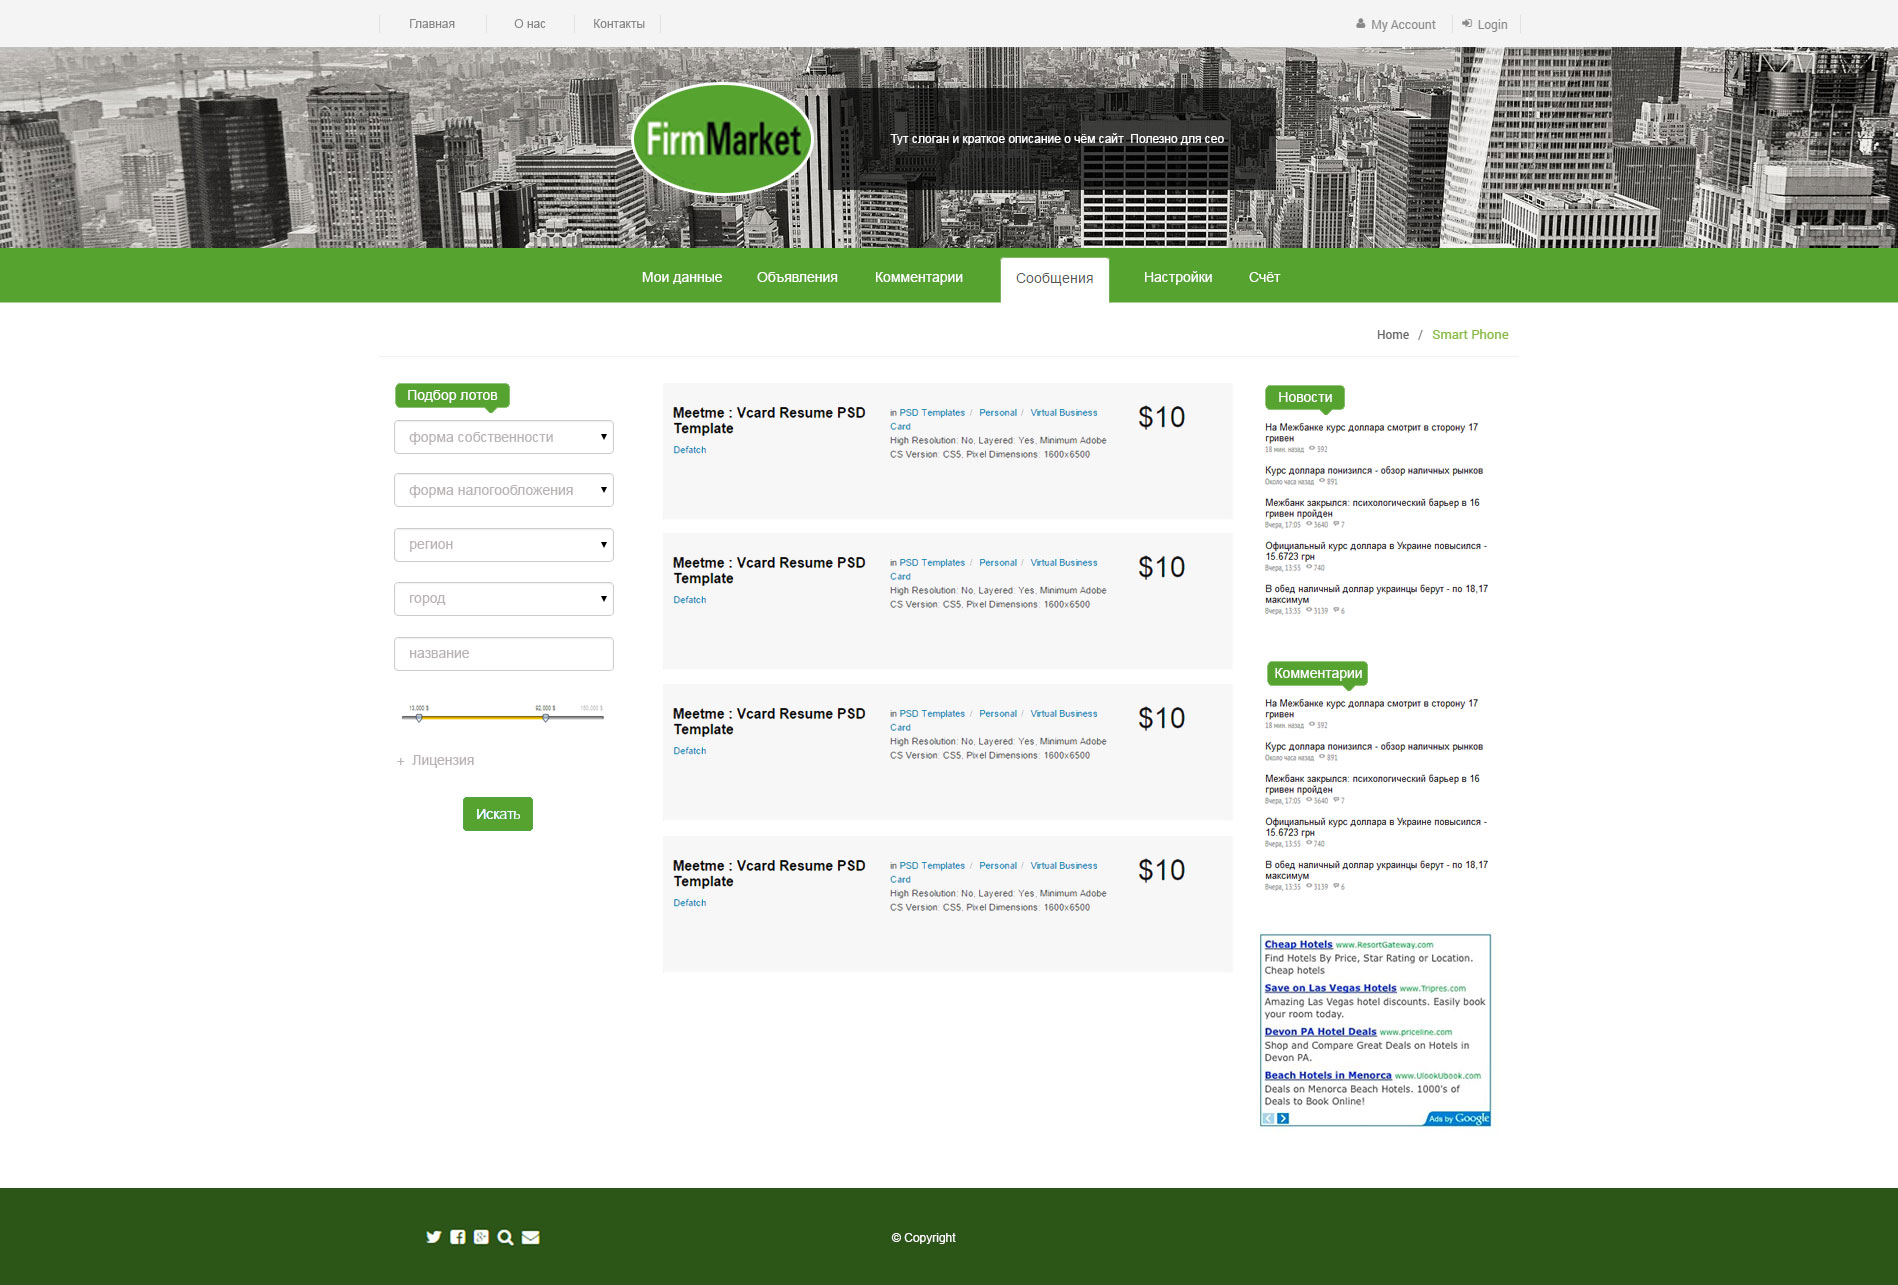 Главная
О нас
Контакты
My Account
Login
FirmMarket
Тут слоган и краткое описание о чём сайт Полезно для сео
Мои данные
Объявления
Комментарии
Сообщения
Настройки
Счёт
Home / Smart Phone
Подбор лотов
форма собственности
форма налогообложения
регион
город
название
13,000 $
92,000 $
+ Лицензия
Искать
Meetme : Vcard Resume PSD
Template
Defatch
in PSD Templates / Personal / Virtual Business
Card
High Resolution: No, Layered: Yes, Minimum Adobe
CS Version: CS5, Pixel Dimensions: 1600x6500
$10
Meetme : Vcard Resume PSD
Template
Defatch
in PSD Templates / Personal / Virtual Business
Card
High Resolution: No, Layered: Yes, Minimum Adobe
CS Version: CS5, Pixel Dimensions: 1600x6500
$10
Meetme : Vcard Resume PSD
Template
Defatch
in PSD Templates / Personal / Virtual Business
Card
High Resolution: No, Layered: Yes, Minimum Adobe
CS Version: CS5, Pixel Dimensions: 1600x6500
$10
Meetme : Vcard Resume PSD
Template
Defatch
in PSD Templates / Personal / Virtual Business
Card
High Resolution: No, Layered: Yes, Minimum Adobe
CS Version: CS5, Pixel Dimensions: 1600x6500
$10
Новости
На Межбанке курс доллара смотрит в сторону 17
гривен
18 мин. назад 392
Курс доллара понизился - обзор наличных рынков
Около часа назад 891
Межбанк закрылся: психологический барьер в 16
гривен пройден
Вчера, 17:05 3640 7
Официальный курс доллара в Украине повысился -
15.6723 грн
Вчера, 13:55 740
В обед наличный доллар украинцы берут - по 18,17
максимум
Вчера, 13:35 3139 6
Комментарии
На Межбанке курс доллара смотрит в сторону 17
гривен
18 мин. назад 392
Курс доллара понизился - обзор наличных рынков
Около часа назад 891
Межбанк закрылся: психологический барьер в 16
гривен пройден
Вчера, 17:05 3640 7
Официальный курс доллара в Украине повысился -
15.6723 грн
Вчера, 13:55 740
В обед наличный доллар украинцы берут - по 18,17
максимум
Вчера, 13:35 3139 6
Cheap Hotels www.ResortGateway.com
Find Hotels By Price, Star Rating or Location.
Cheap hotels
Save on Las Vegas Hotels www.Tripres.com
Amazing Las Vegas hotel discounts. Easily book
your room today.
Devon PA Hotel Deals www.priceline.com
Shop and Compare Great Deals on Hotels in
Devon PA.
Beach Hotels in Menorca www.UlookUbook.com
Deals on Menorca Beach Hotels. 1000's of
Deals to Book Online!
Ads by Google
© Copyright